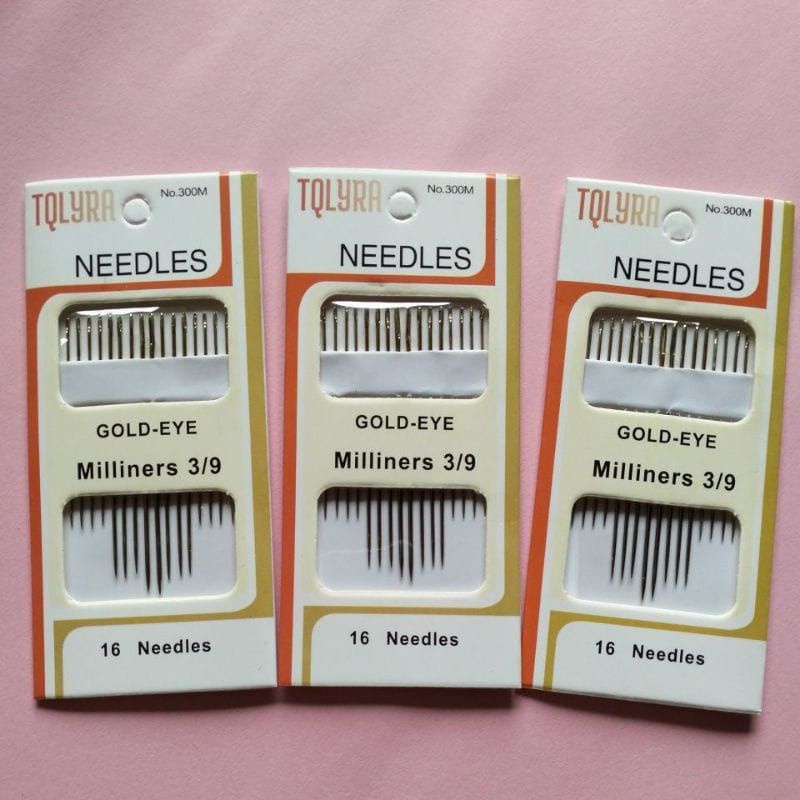 TQLYRA
No.300M
NEEDLES
GOLD-EYE
Milliners 3/9
16 Needles
TQLYRA
No.300M
NEEDLES
GOLD-EYE
Milliners 3/9
16 Needles
TQLYRA
No.300M
NEEDLES
GOLD-EYE
Milliners 3/9
16 Needles